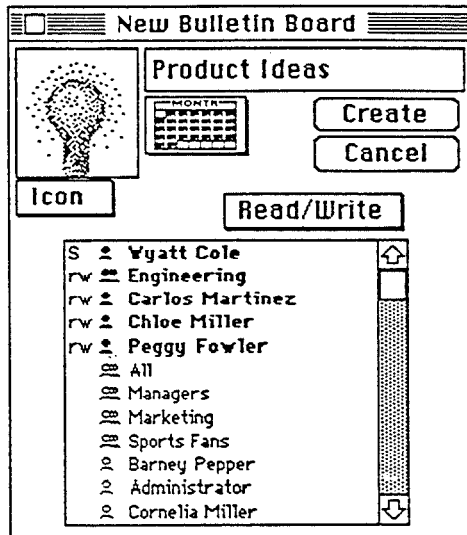 New Bulletin Board
Product Ideas
MONTH
Create
Cancel
Icon
Read/Write
S Wyatt Cole
rw Engineering
rw Carlos Martinez
rw Chloe Miller
rw Peggy Fowler
All
Managers
Marketing
Sports Fans
Barney Pepper
Administrator
Cornelia Miller